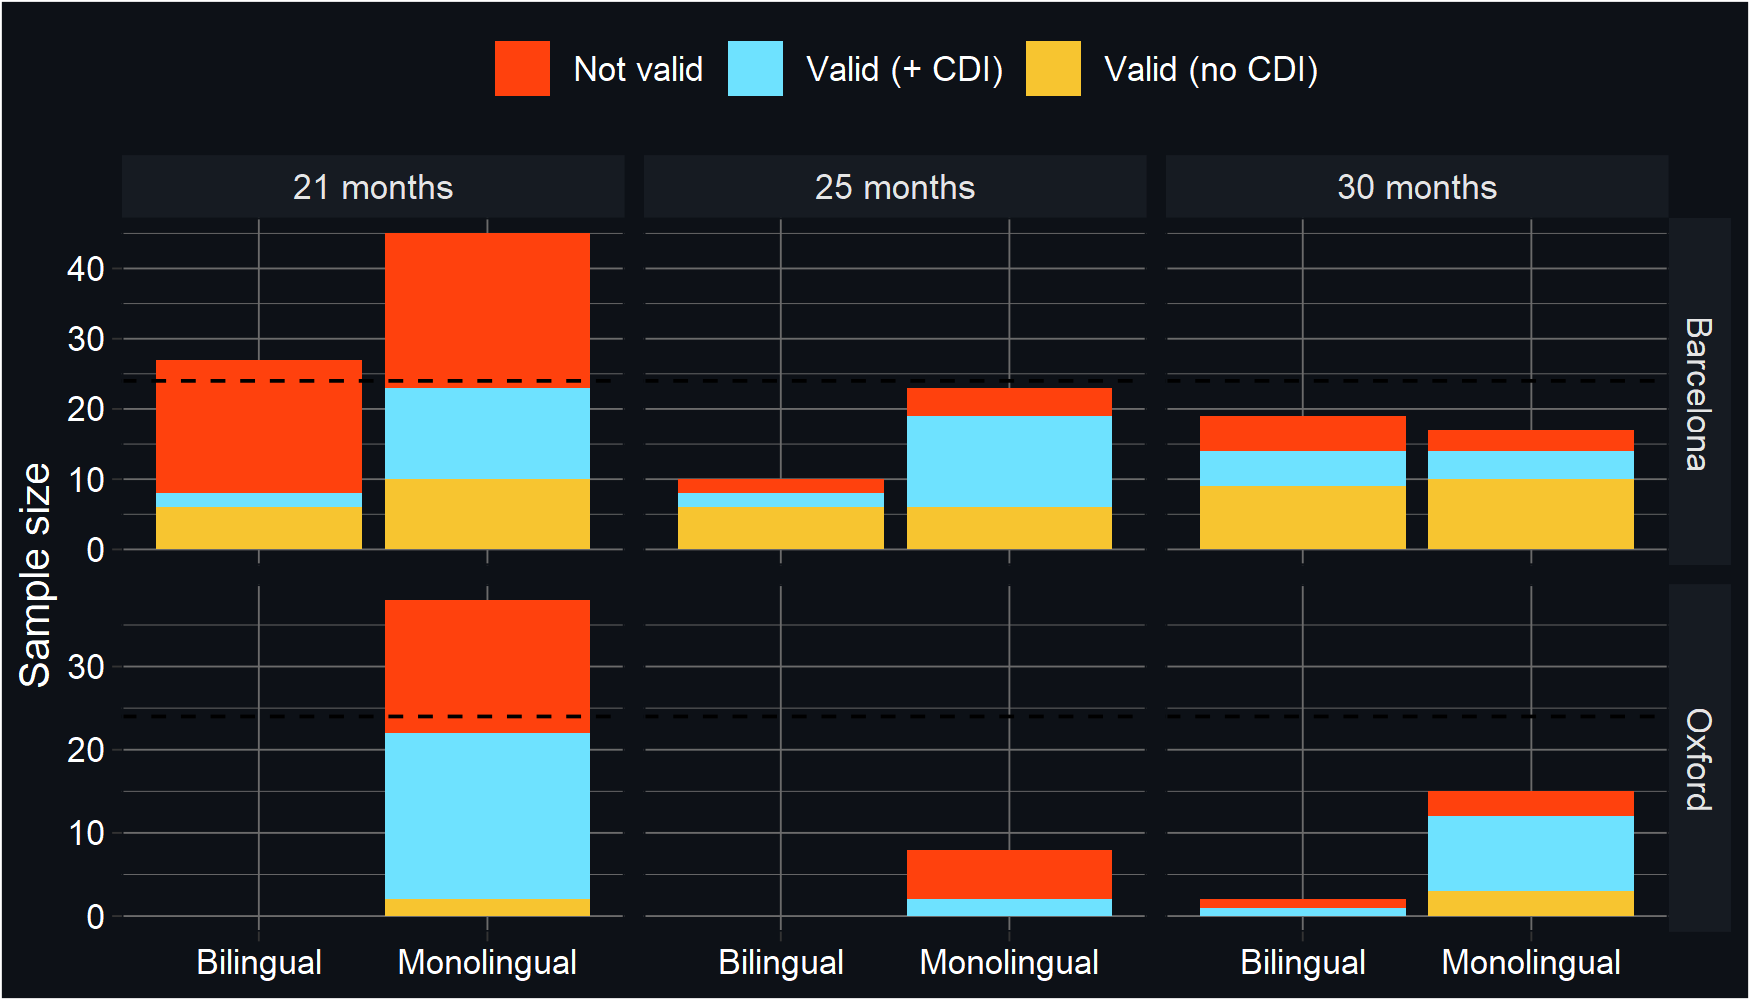 Not valid Valid (+ CDI) Valid (no CDI)
21 months 25 months 30 months
Sample size
40
30
20
10
0
Barcelona
30
20
10
0
Oxford
Bilingual Monolingual Bilingual Monolingual Bilingual Monolingual